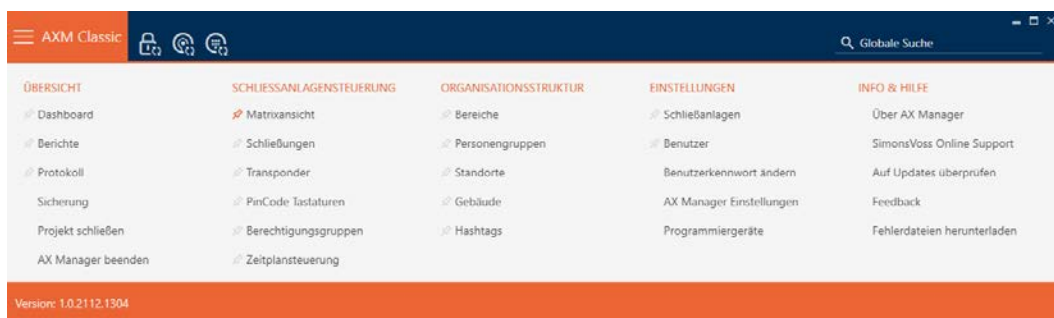 AXM Classic
Globale Suche
ÜBERSICHT
Dashboard
Berichte
Protokoll
Sicherung
Projekt schließen
AX Manager beenden
SCHLIESSANLAGENSTEUERUNG
Matrixansicht
Schließungen
Transponder
PinCode Tastaturen
Berechtigungsgruppen
Zeitplansteuerung
ORGANISATIONSSTRUKTUR
Bereiche
Personengruppen
Standorte
Gebäude
Hashtags
EINSTELLUNGEN
Schließanlagen
Benutzer
Benutzerkennwort ändern
AX Manager Einstellungen
Programmiergeräte
INFO & HILFE
Über AX Manager
SimonsVoss Online Support
Auf Updates überprüfen
Feedback
Fehlerdateien herunterladen
Version: 1.0.2112.1304